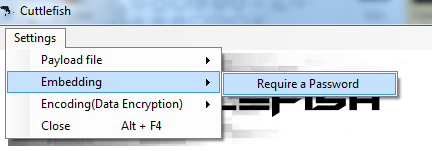 Cuttlefish
Settings
Payload file
Embedding
Require a Password
Encoding(Data Encryption)
Close Alt + F4